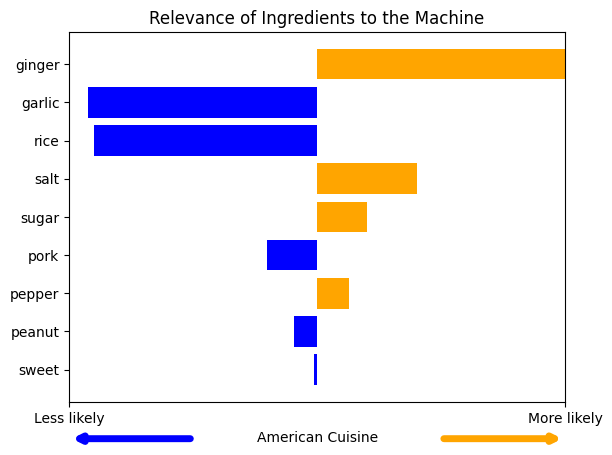 Relevance of Ingredients to the Machine
ginger
garlic
rice
salt
sugar
pork
pepper
peanut
sweet
Less likely More likely
American Cuisine